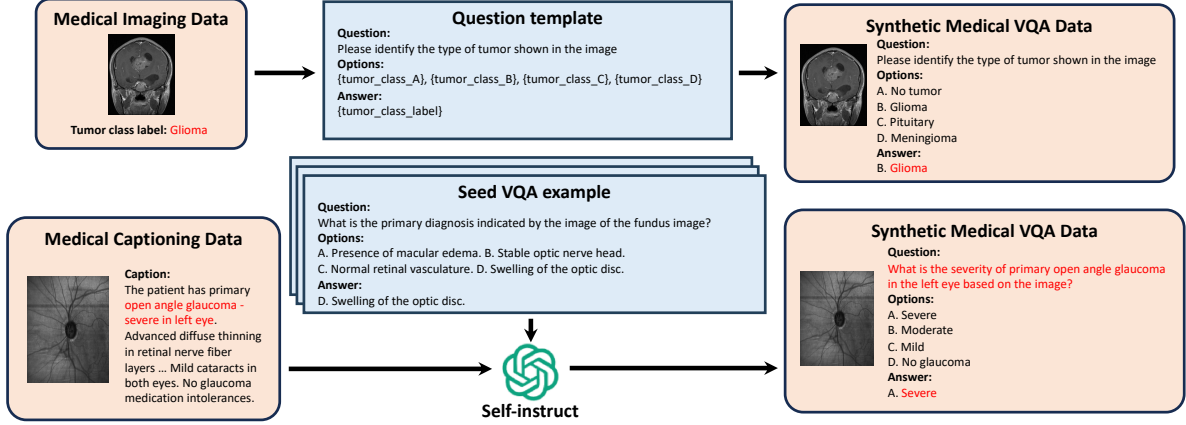 Medical Imaging Data
Tumor class label: Glioma
Question template
Question:
Please identify the type of tumor shown in the image
Options:
{tumor_class_A}, {tumor_class_B}, {tumor_class_C}, {tumor_class_D}
Answer:
{tumor_class_label}
Synthetic Medical VQA Data
Question:
Please identify the type of tumor shown in the image
Options:
A. No tumor
B. Glioma
C. Pituitary
D. Meningioma
Answer:
B. Glioma
Medical Captioning Data
Caption:
The patient has primary
open angle glaucoma -
severe in left eye.
Advanced diffuse thinning
in retinal nerve fiber
layers ... Mild cataracts in
both eyes. No glaucoma
medication intolerances.
Seed VQA example
Question:
What is the primary diagnosis indicated by the image of the fundus image?
Options:
A. Presence of macular edema. B. Stable optic nerve head.
C. Normal retinal vasculature. D. Swelling of the optic disc.
Answer:
D. Swelling of the optic disc.
Self-instruct
Synthetic Medical VQA Data
Question:
What is the severity of primary open angle glaucoma
in the left eye based on the image?
Options:
A. Severe
B. Moderate
C. Mild
D. No glaucoma
Answer:
A. Severe